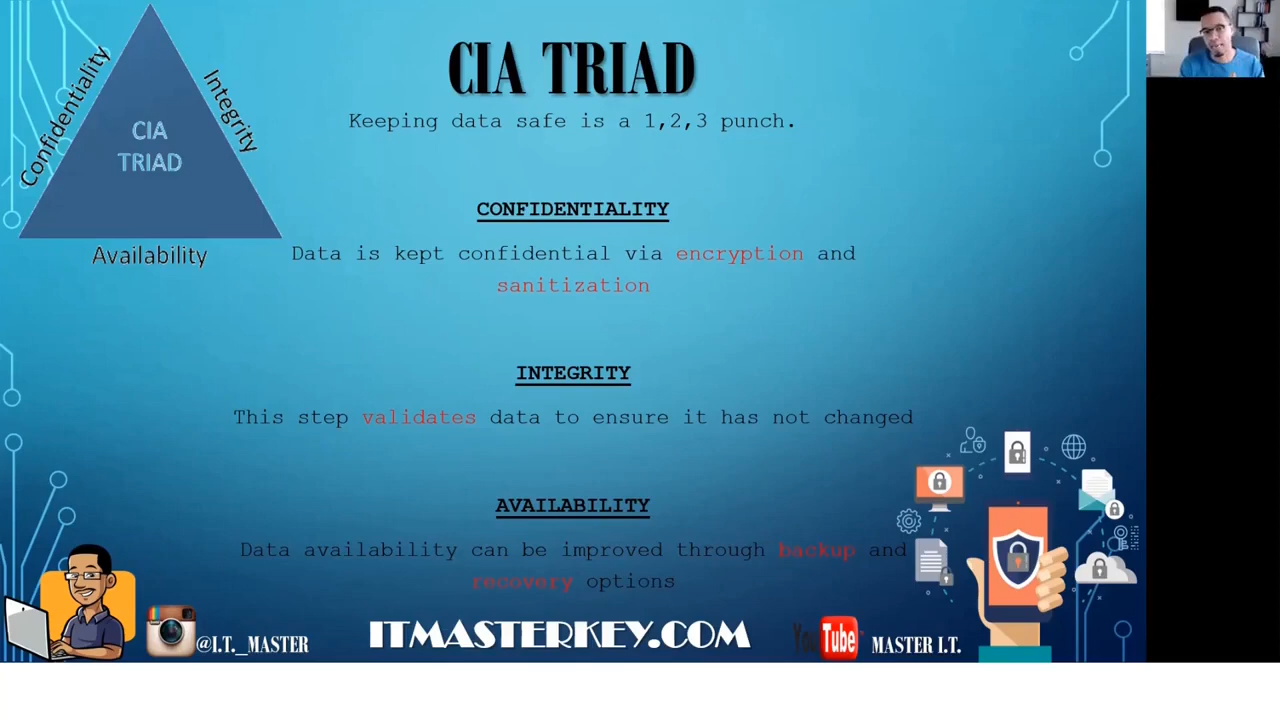 CIA TRIAD
Keeping data safe is a 1,2,3 punch.
Confidentiality
Integrity
CIA
TRIAD
Availability
CONFIDENTIALITY
Data is kept confidential via encryption and
sanitization
INTEGRITY
This step validates data to ensure it has not changed
AVAILABILITY
Data availability can be improved through backup and
recovery options
@I.T._MASTER
ITMASTERKEY.COM
YouTube
MASTER I.T.